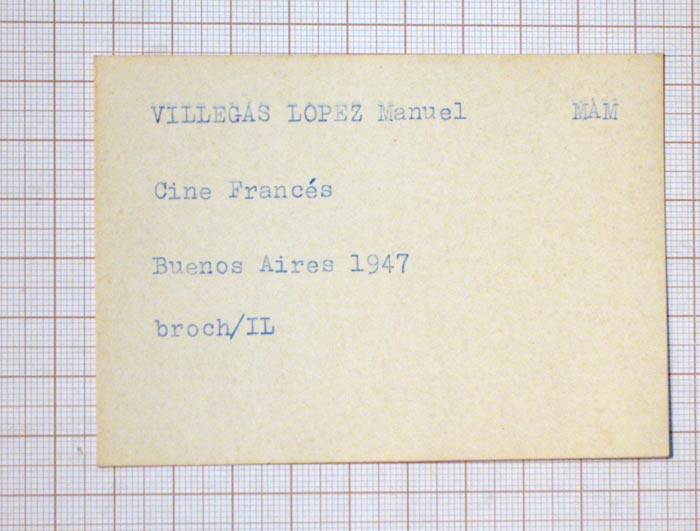 VILLEGAS LOPEZ Manuel MAM
Cine Francés
Buenos Aires 1947
broch/IL